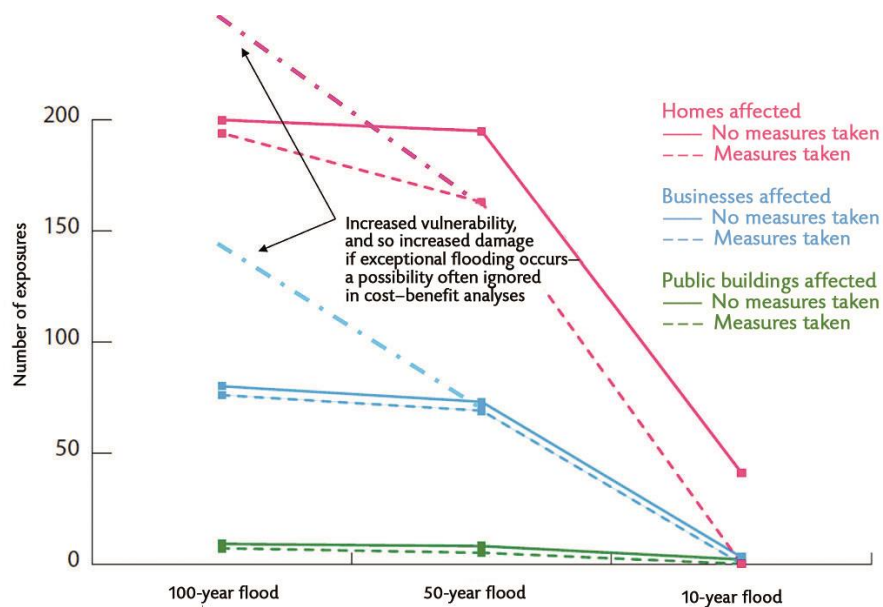 200
150
100
50
0
Number of exposures
100-year flood
50-year flood
10-year flood
Increased vulnerability,
and so increased damage
if exceptional flooding occurs—
a possibility often ignored
in cost–benefit analyses
Homes affected
No measures taken
Measures taken
Businesses affected
No measures taken
Measures taken
Public buildings affected
No measures taken
Measures taken